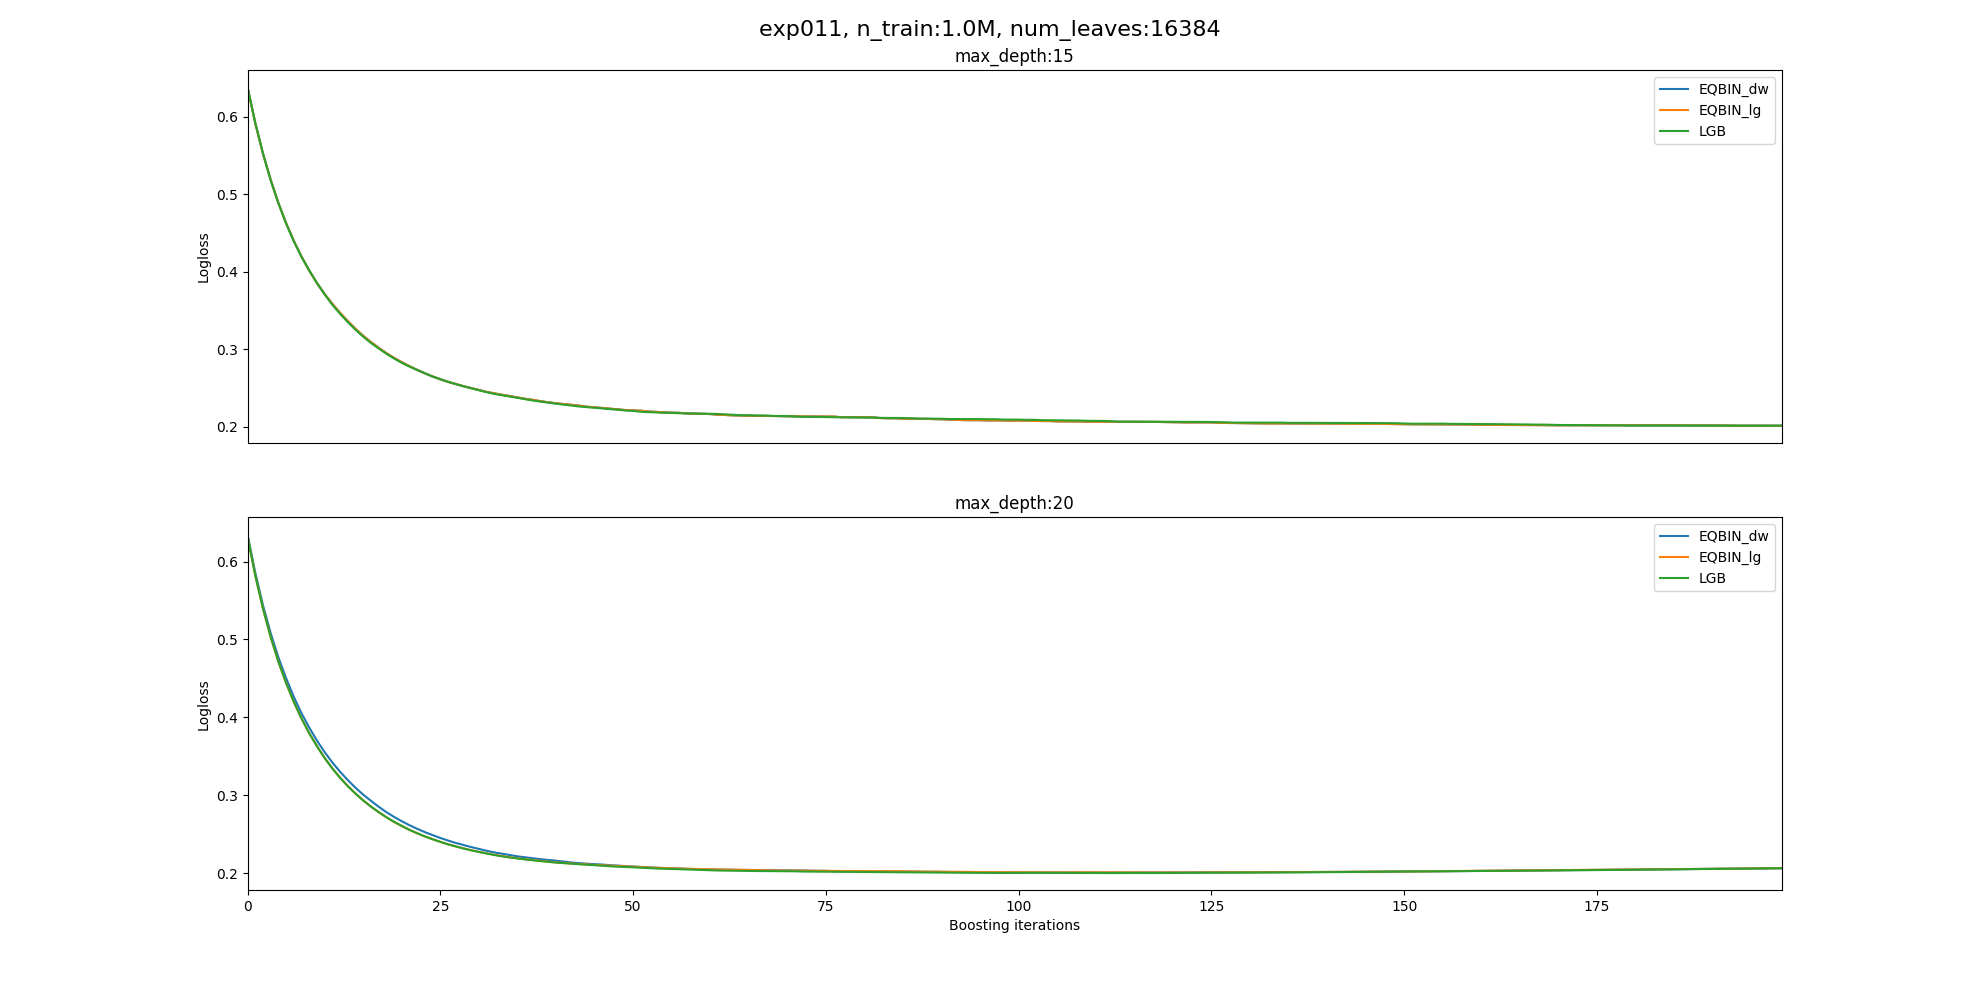 exp011, n_train:1.0M, num_leaves:16384
max_depth:15
EQBIN_dw
EQBIN_lg
LGB
0.6
0.5
0.4
0.3
0.2
Logloss
max_depth:20
EQBIN_dw
EQBIN_lg
LGB
0.6
0.5
0.4
0.3
0.2
Logloss
0 25 50 75 100 125 150 175
Boosting iterations